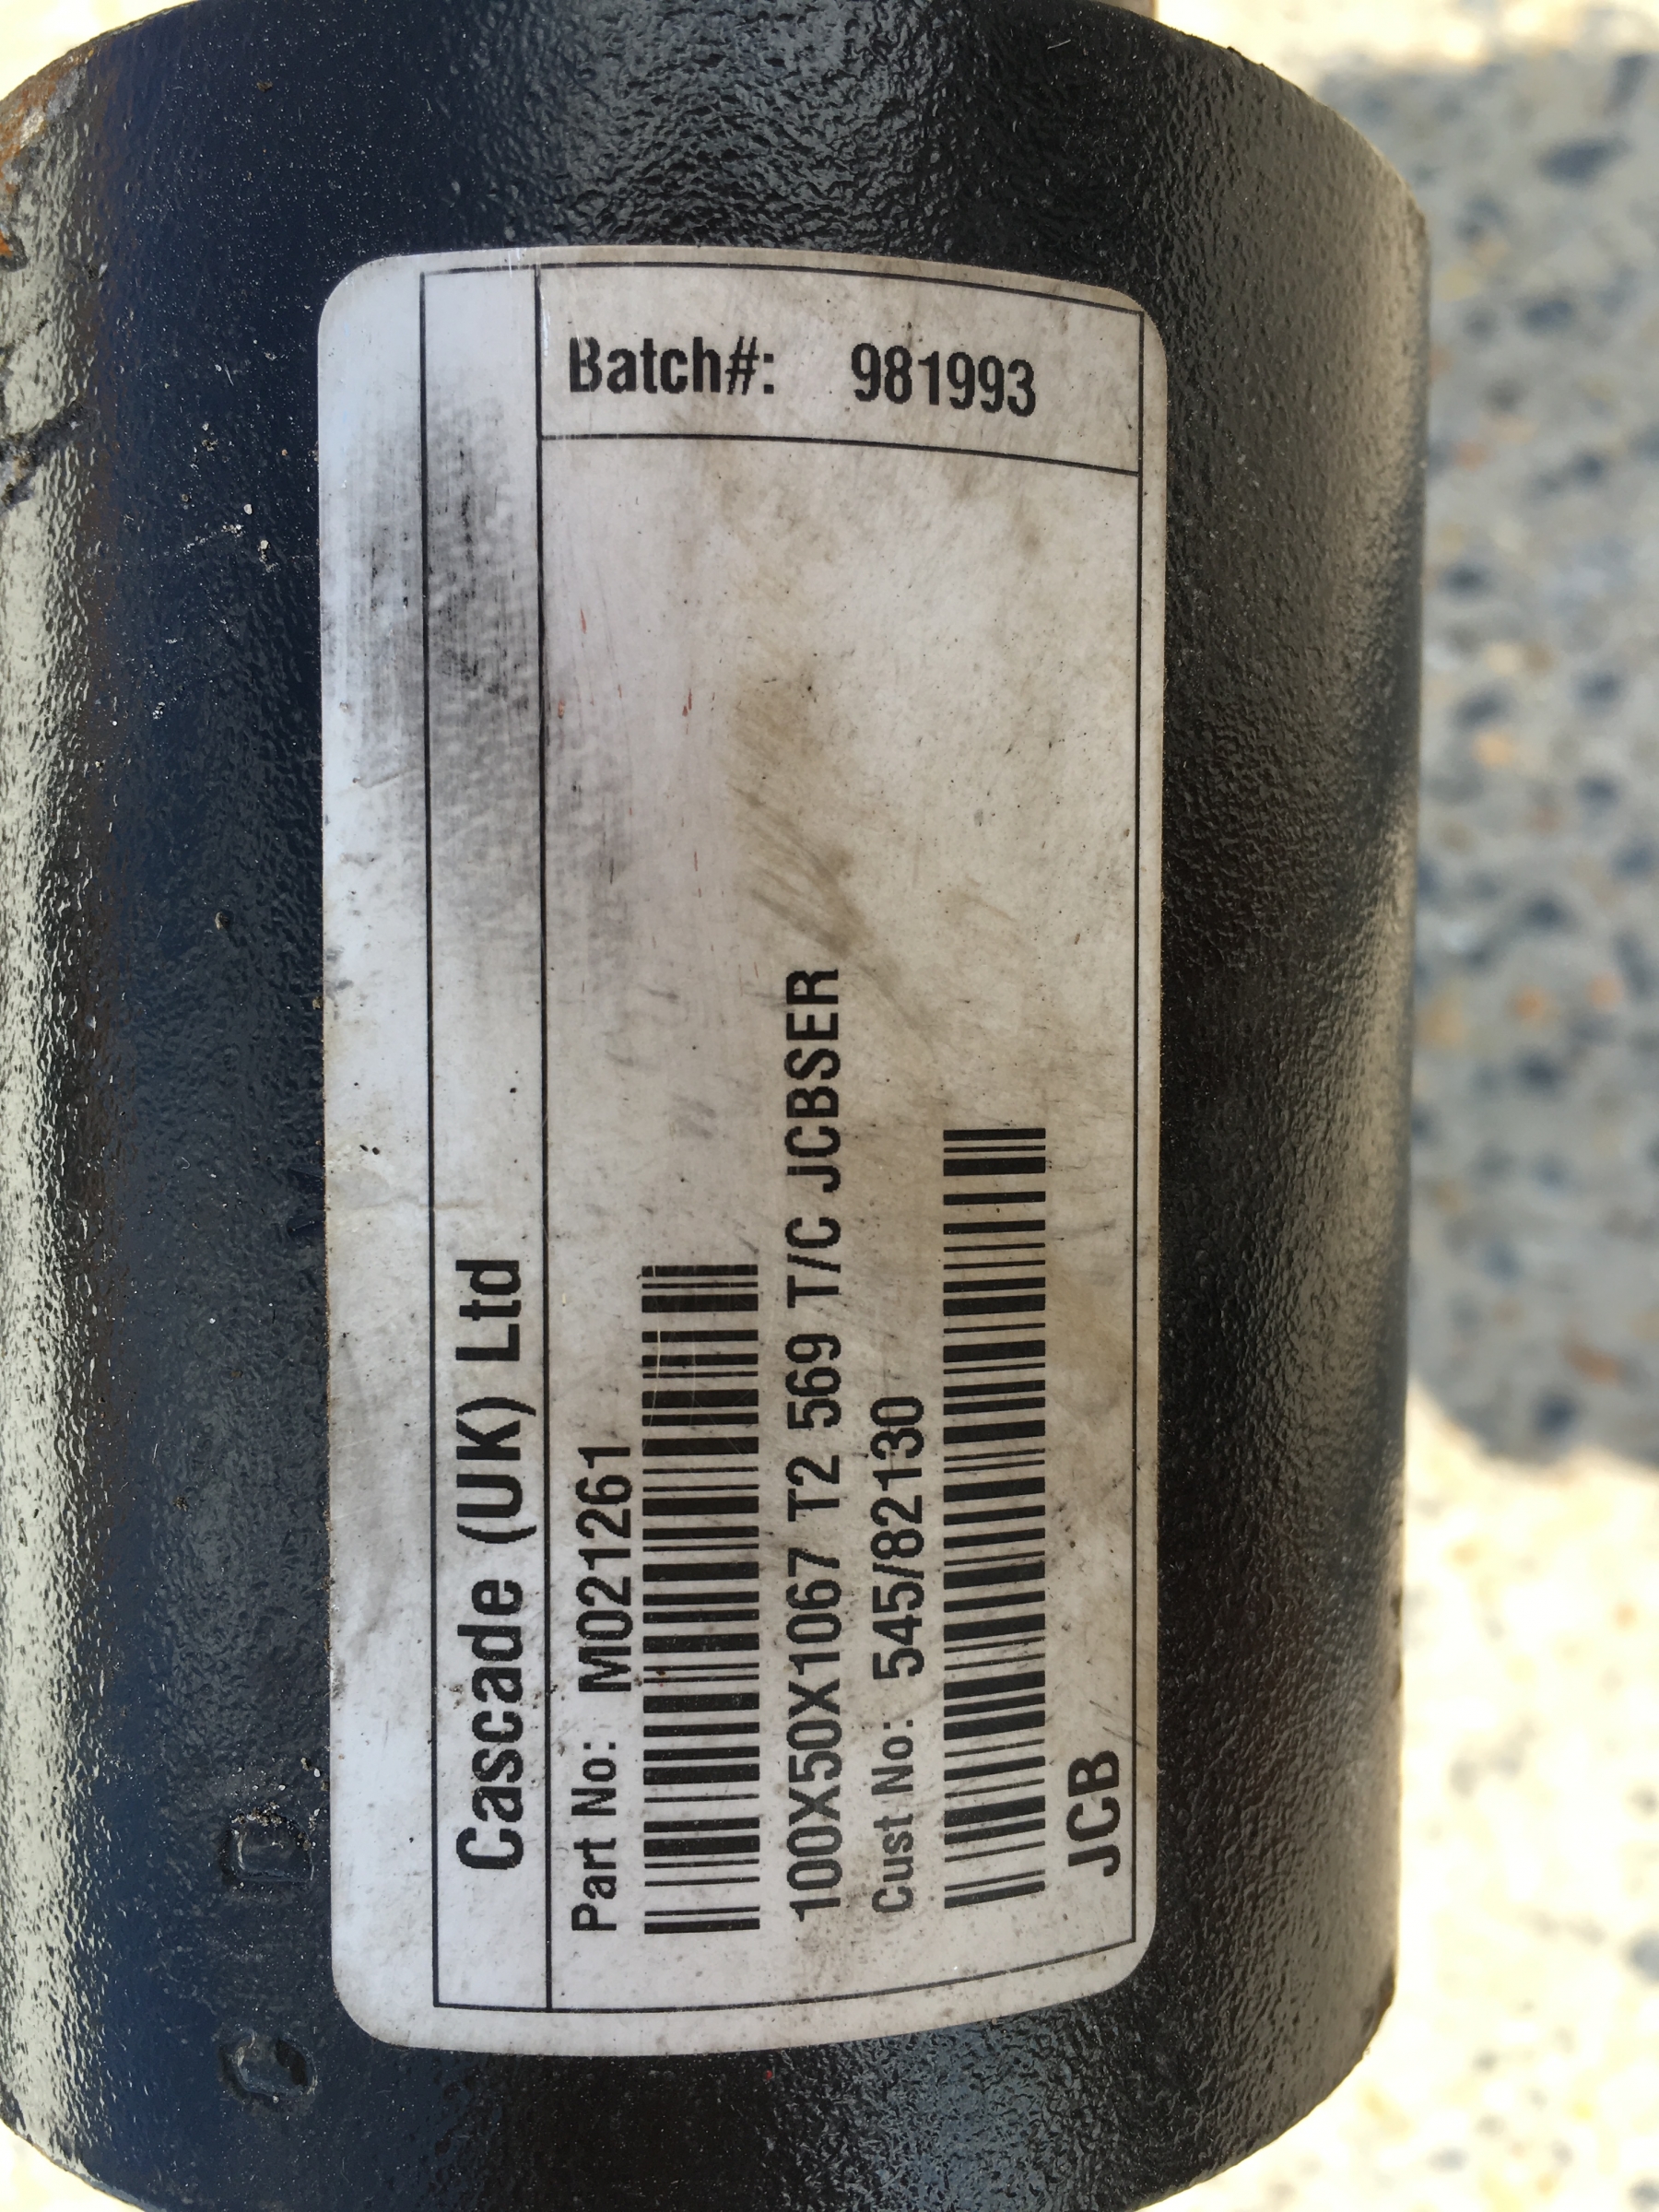 Cascade (UK) Ltd
Part No: M021261
100X50X1067 T2 569 T/C JCBSER
Cust No: 545/82130
JCB
Batch#: 981993